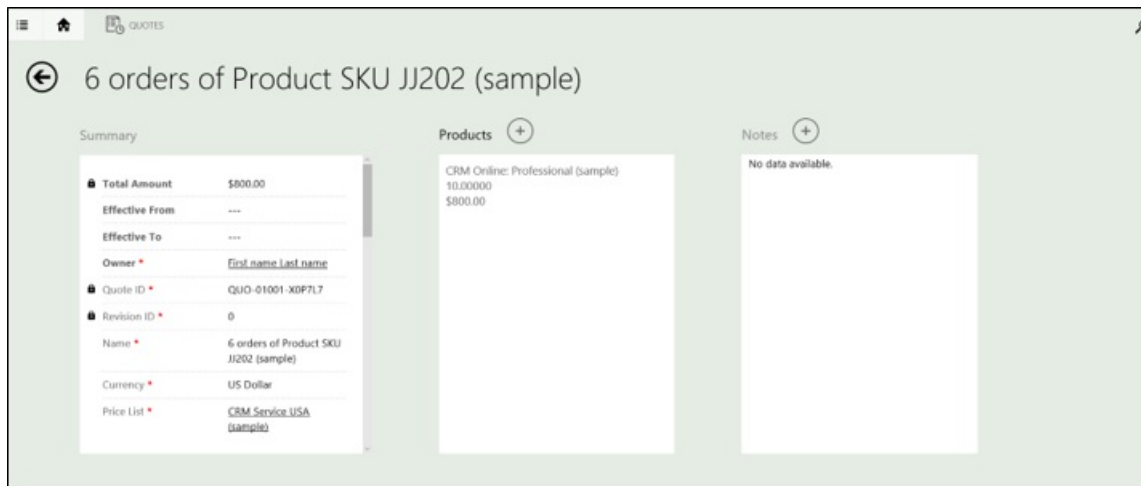 QUOTES
6 orders of Product SKU JJ202 (sample)
Summary
Total Amount $800.00
Effective From ---
Effective To ---
Owner * First name Last name
Quote ID * QUO-01001-X0P7L7
Revision ID * 0
Name * 6 orders of Product SKU
JJ202 (sample)
Currency * US Dollar
Price List * CRM Service USA
(sample)
Products
CRM Online: Professional (sample)
10.00000
$800.00
Notes
No data available.